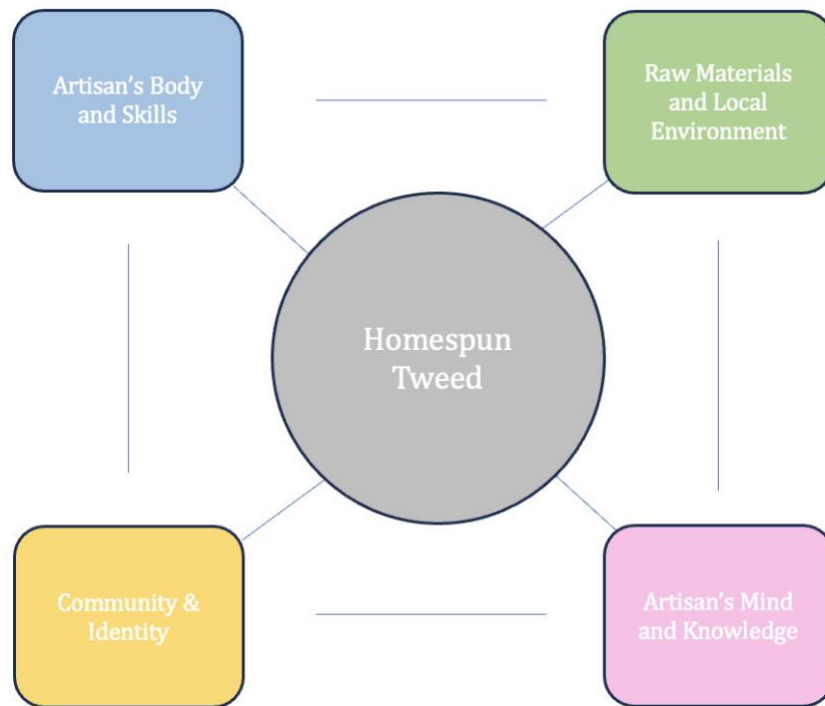 Artisan’s Body
and Skills
Raw Materials
and Local
Environment
Homespun
Tweed
Community &
Identity
Artisan’s Mind
and Knowledge